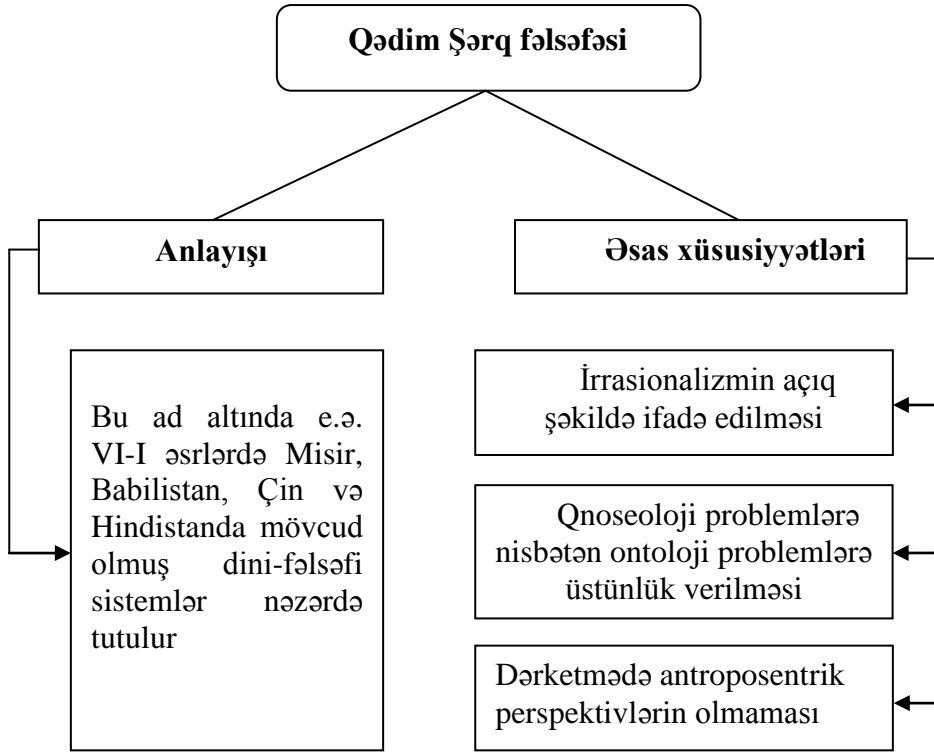 Qədim Şərq fəlsəfəsi
Anlayışı
Əsas xüsusiyyətləri
Bu ad altında e.ə.
VI-I əsrlərdə Misir,
Babilistan, Çin və
Hindistanda mövcud
olmuş dini-fəlsəfi
sistemlər nəzərdə
tutulur
İrrasionalizmin açıq
şəkildə ifadə edilməsi
Qnoseoloji problemlərə
nisbətən ontoloji problemlərə
üstünlük verilməsi
Dərketmədə antroposentrik
perspektivlərin olmaması